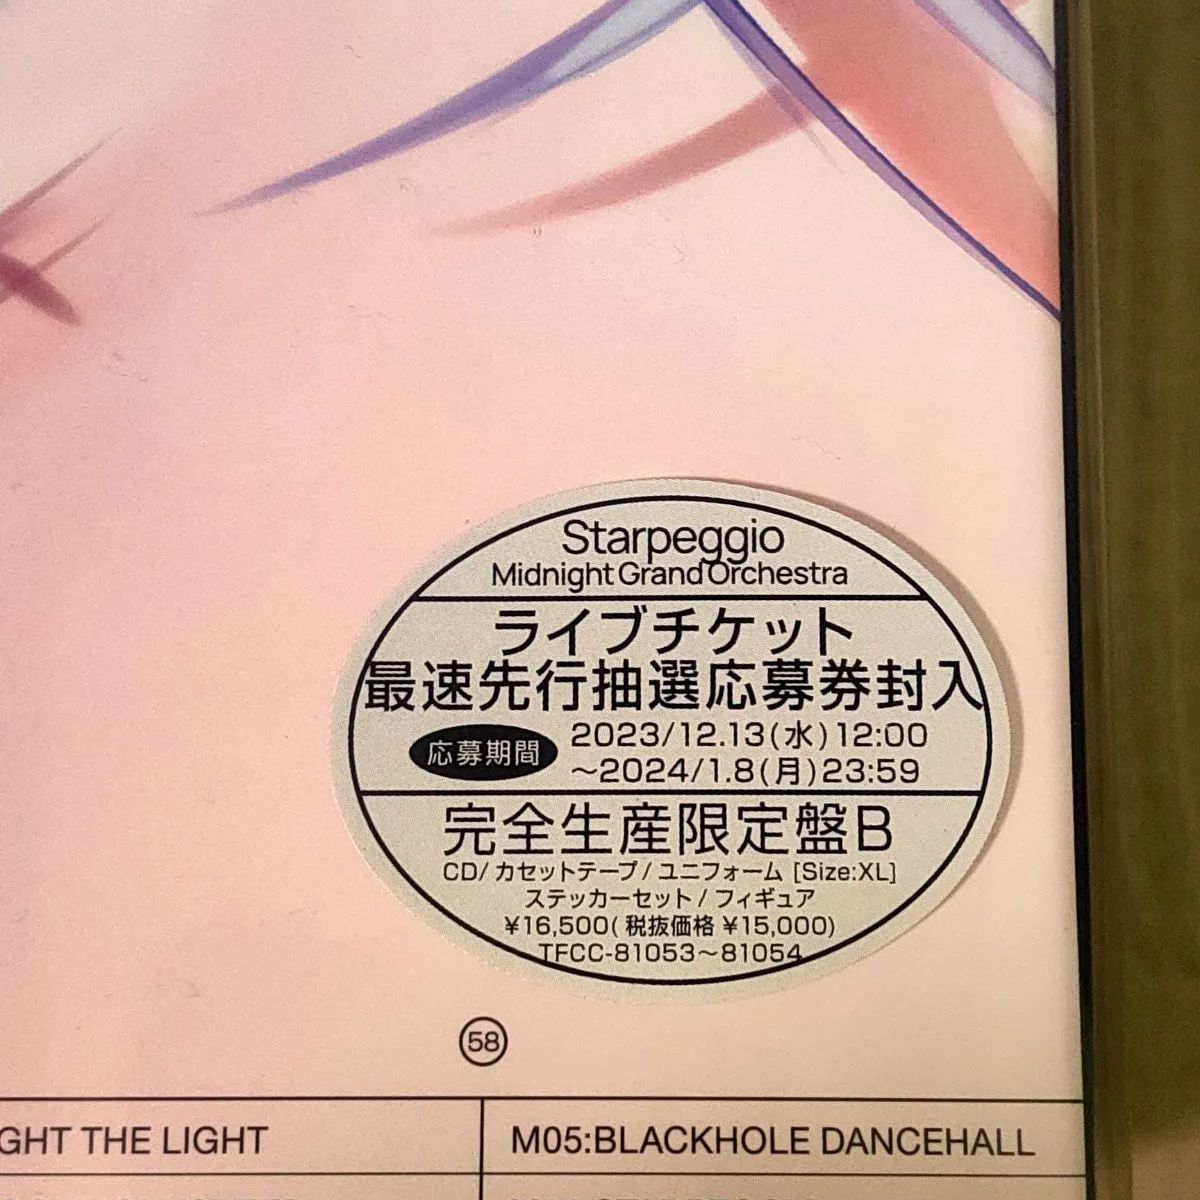 Starpeggio
Midnight Grand Orchestra
ライブチケット
最速先行抽選応募券封入
応募期間 2023/12.13(水)12:00
～2024/1.8(月)23:59
完全生産限定盤B
CD/カセットテープ/ユニフォーム [Size:XL]
ステッカーセット/フィギュア
¥16,500(税抜価格 ¥15,000)
TFCC-81053～81054
58
GHT THE LIGHT
M05:BLACKHOLE DANCEHALL